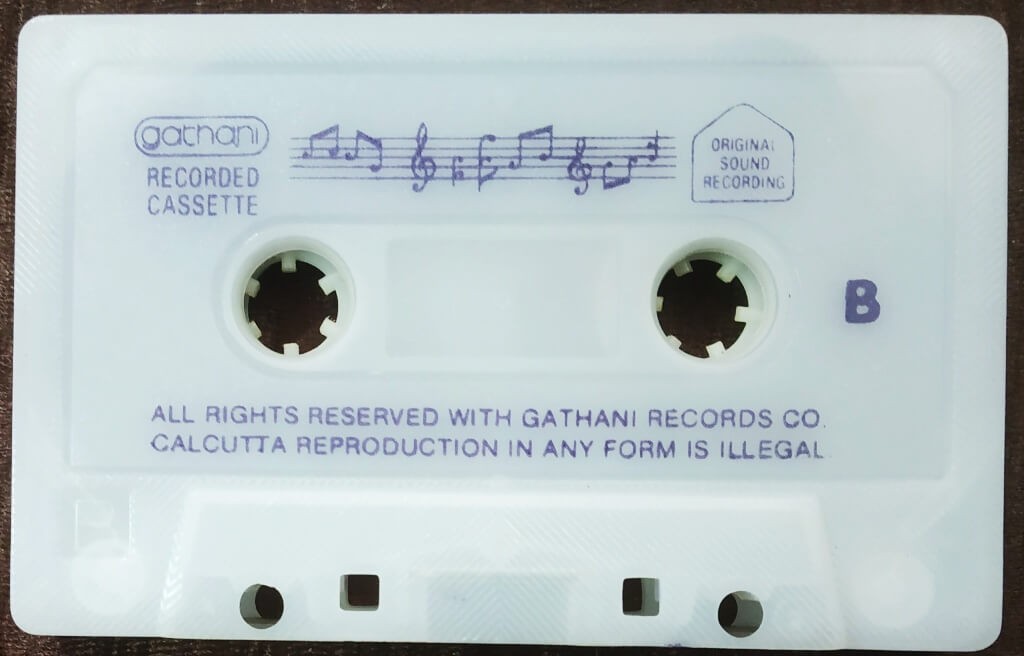 gathani
RECORDED
CASSETTE
ORIGINAL
SOUND
RECORDING
B
ALL RIGHTS RESERVED WITH GATHANI RECORDS CO.
CALCUTTA REPRODUCTION IN ANY FORM IS ILLEGAL